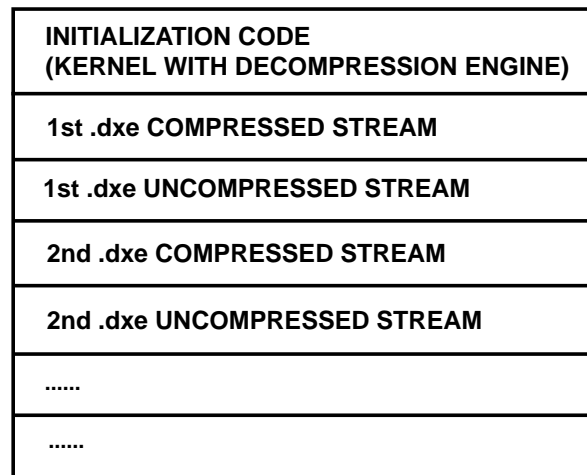 INITIALIZATION CODE
(KERNEL WITH DECOMPRESSION ENGINE)
1st .dxe COMPRESSED STREAM
1st .dxe UNCOMPRESSED STREAM
2nd .dxe COMPRESSED STREAM
2nd .dxe UNCOMPRESSED STREAM
......
......